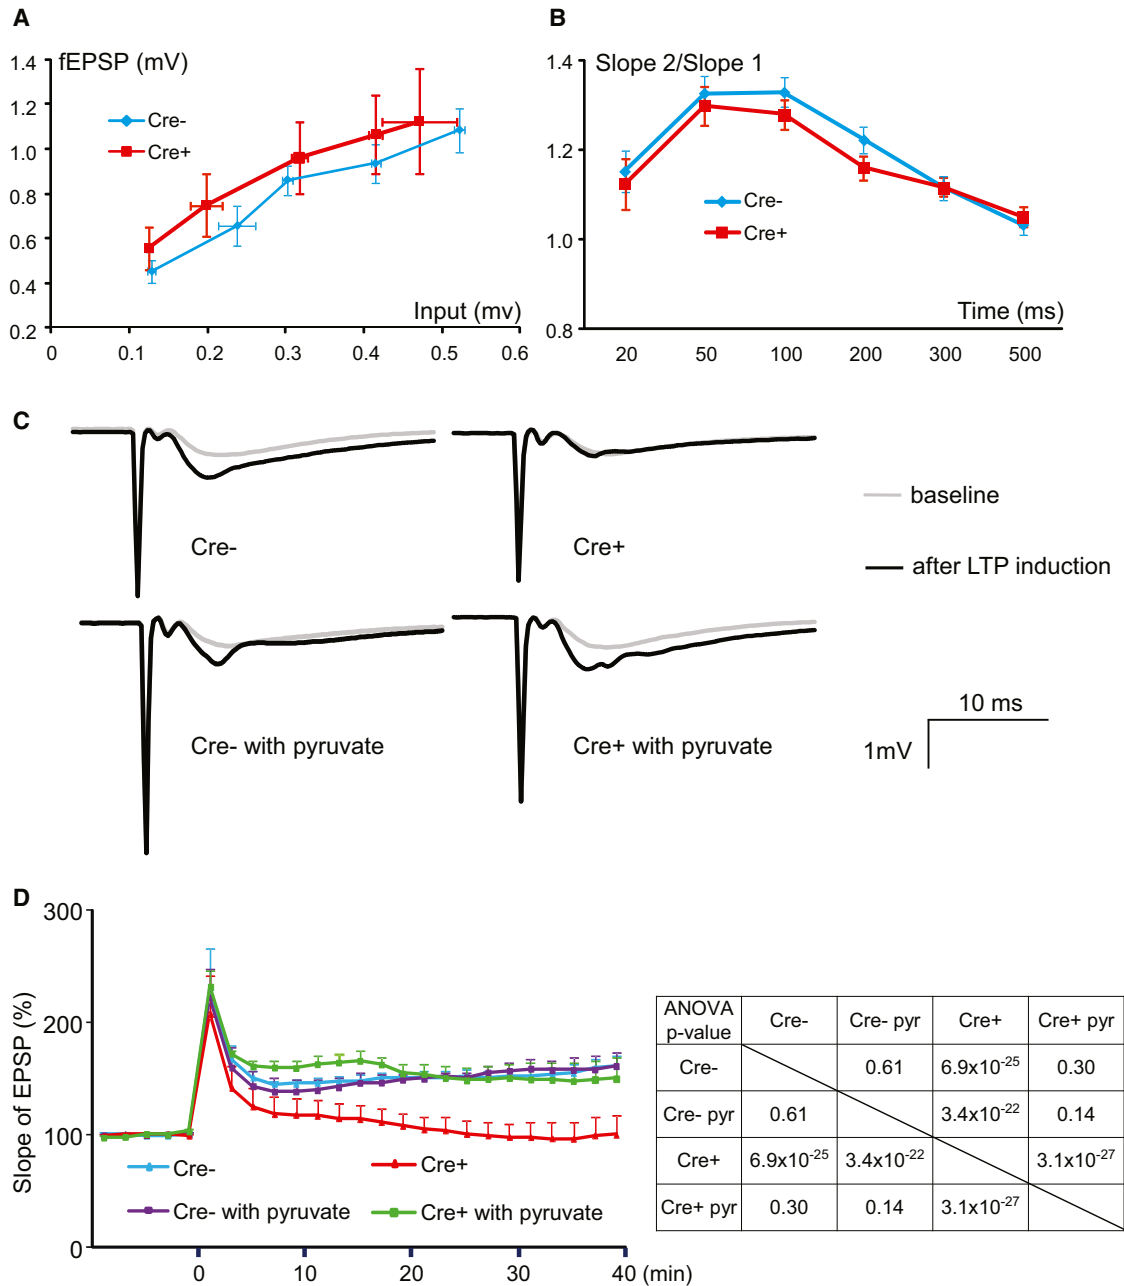 A
fEPSP (mV)
1.4
1.2
1.0
0.8
0.6
0.4
0.2
Cre-
Cre+
Input (mv)
0 0.1 0.2 0.3 0.4 0.5 0.6
B
Slope 2/Slope 1
1.4
1.2
1.0
0.8
Cre-
Cre+
Time (ms)
20 50 100 200 300 500
C
Cre-
Cre+
baseline
after LTP induction
Cre- with pyruvate
Cre+ with pyruvate
10 ms
1mV
D
Slope of EPSP (%)
300
200
100
0
Cre-
Cre+
Cre- with pyruvate
Cre+ with pyruvate
0 10 20 30 40 (min)
ANOVA p-value Cre- Cre- pyr Cre+ Cre+ pyr
Cre- 0.61 6.9x10⁻²⁵ 0.30
Cre- pyr 0.61 3.4x10⁻²² 0.14
Cre+ 6.9x10⁻²⁵ 3.4x10⁻²² 3.1x10⁻²⁷
Cre+ pyr 0.30 0.14 3.1x10⁻²⁷